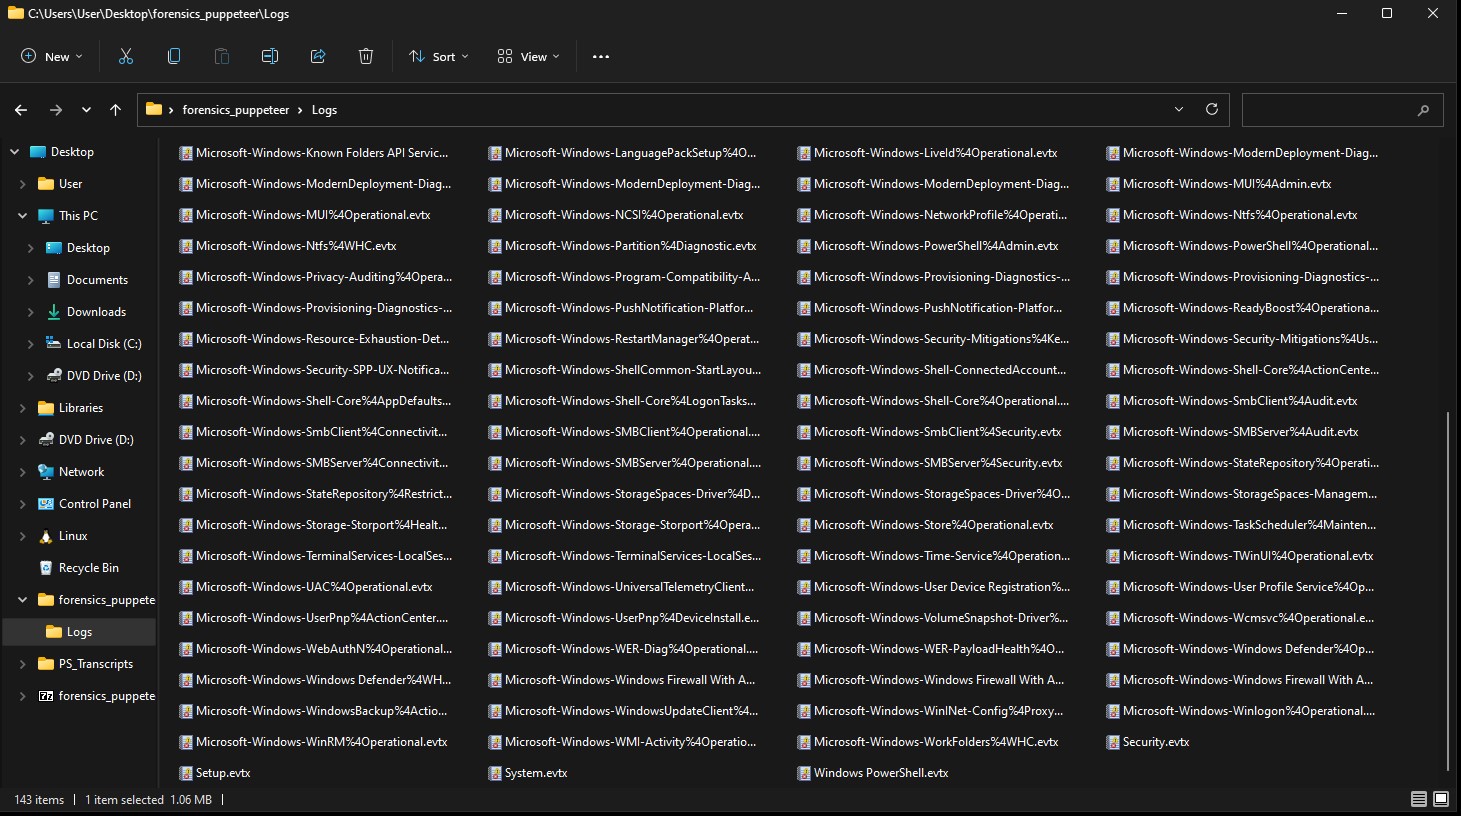 C:\Users\User\Desktop\forensics_puppeteer\Logs
New
Sort
View
forensics_puppeteer > Logs
Desktop
User
This PC
Desktop
Documents
Downloads
Local Disk (C:)
DVD Drive (D:)
Libraries
DVD Drive (D:)
Network
Control Panel
Linux
Recycle Bin
forensics_puppete
Logs
PS_Transcripts
forensics_puppete
Microsoft-Windows-Known Folders API Servic... Microsoft-Windows-LanguagePackSetup%4O... Microsoft-Windows-LiveId%4Operational.evtx Microsoft-Windows-ModernDeployment-Diag...
Microsoft-Windows-ModernDeployment-Diag... Microsoft-Windows-ModernDeployment-Diag... Microsoft-Windows-ModernDeployment-Diag... Microsoft-Windows-MUI%4Admin.evtx
Microsoft-Windows-MUI%4Operational.evtx Microsoft-Windows-NCSI%4Operational.evtx Microsoft-Windows-NetworkProfile%4Operati... Microsoft-Windows-Ntfs%4Operational.evtx
Microsoft-Windows-Ntfs%4WHC.evtx Microsoft-Windows-Partition%4Diagnostic.evtx Microsoft-Windows-PowerShell%4Admin.evtx Microsoft-Windows-PowerShell%4Operational...
Microsoft-Windows-Privacy-Auditing%4Opera... Microsoft-Windows-Program-Compatibility-A... Microsoft-Windows-Provisioning-Diagnostics-... Microsoft-Windows-Provisioning-Diagnostics-...
Microsoft-Windows-Provisioning-Diagnostics-... Microsoft-Windows-PushNotification-Platfor... Microsoft-Windows-PushNotification-Platfor... Microsoft-Windows-ReadyBoost%4Operationa...
Microsoft-Windows-Resource-Exhaustion-Det... Microsoft-Windows-RestartManager%4Operat... Microsoft-Windows-Security-Mitigations%4Ke... Microsoft-Windows-Security-Mitigations%4Us...
Microsoft-Windows-Security-SPP-UX-Notifica... Microsoft-Windows-ShellCommon-StartLayou... Microsoft-Windows-Shell-ConnectedAccount... Microsoft-Windows-Shell-Core%4ActionCente...
Microsoft-Windows-Shell-Core%4AppDefaults... Microsoft-Windows-Shell-Core%4LogonTasks... Microsoft-Windows-Shell-Core%4Operational.... Microsoft-Windows-SmbClient%4Audit.evtx
Microsoft-Windows-SmbClient%4Connectivit... Microsoft-Windows-SMBClient%4Operational.... Microsoft-Windows-SmbClient%4Security.evtx Microsoft-Windows-SMBServer%4Audit.evtx
Microsoft-Windows-SMBServer%4Connectivit... Microsoft-Windows-SMBServer%4Operational.... Microsoft-Windows-SMBServer%4Security.evtx Microsoft-Windows-StateRepository%4Operati...
Microsoft-Windows-StateRepository%4Restrict... Microsoft-Windows-StorageSpaces-Driver%4D... Microsoft-Windows-StorageSpaces-Driver%4O... Microsoft-Windows-StorageSpaces-Managem...
Microsoft-Windows-Storage-Storport%4Healt... Microsoft-Windows-Storage-Storport%4Opera... Microsoft-Windows-Store%4Operational.evtx Microsoft-Windows-TaskScheduler%4Mainten...
Microsoft-Windows-TerminalServices-LocalSes... Microsoft-Windows-TerminalServices-LocalSes... Microsoft-Windows-Time-Service%4Operation... Microsoft-Windows-TWinUI%4Operational.evtx
Microsoft-Windows-UAC%4Operational.evtx Microsoft-Windows-UniversalTelemetryClient... Microsoft-Windows-User Device Registration%... Microsoft-Windows-User Profile Service%4Op...
Microsoft-Windows-UserPnp%4ActionCenter.... Microsoft-Windows-UserPnp%4DeviceInstall.e... Microsoft-Windows-VolumeSnapshot-Driver%... Microsoft-Windows-Wcmsvc%4Operational.e...
Microsoft-Windows-WebAuthN%4Operational... Microsoft-Windows-WER-Diag%4Operational.... Microsoft-Windows-WER-PayloadHealth%4O... Microsoft-Windows-Windows Defender%4Op...
Microsoft-Windows-Windows Defender%4WH... Microsoft-Windows-Windows Firewall With A... Microsoft-Windows-Windows Firewall With A... Microsoft-Windows-Windows Firewall With A...
Microsoft-Windows-WindowsBackup%4Actio... Microsoft-Windows-WindowsUpdateClient%4... Microsoft-Windows-WinINet-Config%4Proxy... Microsoft-Windows-Winlogon%4Operational....
Microsoft-Windows-WinRM%4Operational.evtx Microsoft-Windows-WMI-Activity%4Operatio... Microsoft-Windows-WorkFolders%4WHC.evtx Security.evtx
Setup.evtx System.evtx Windows PowerShell.evtx
143 items | 1 item selected 1.06 MB |